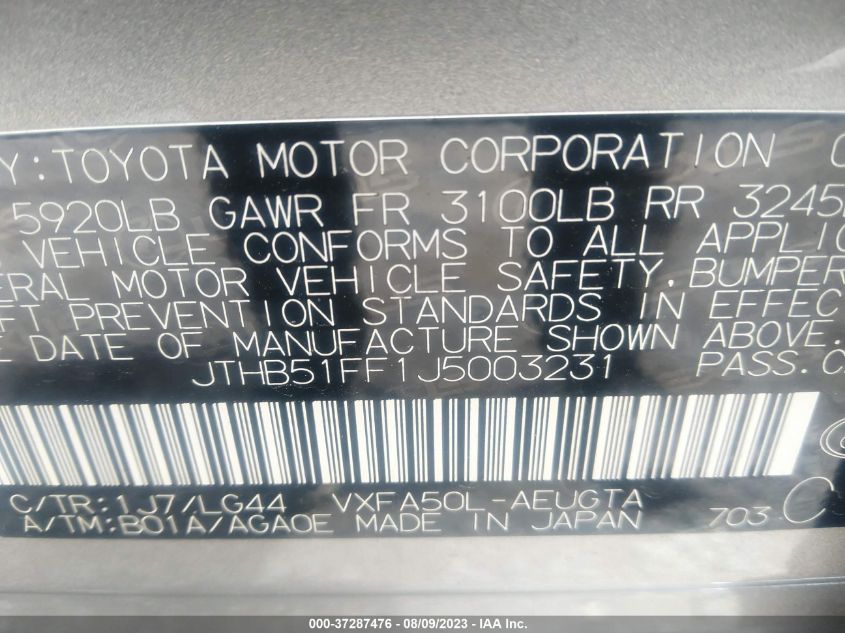 Y:TOYOTA MOTOR CORPORATION
5920LB GAWR FR 3100LB RR 3245
VEHICLE CONFORMS TO ALL APPLIC
ERAL MOTOR VEHICLE SAFETY, BUMPER
FT PREVENTION STANDARDS IN EFFEC
E DATE OF MANUFACTURE SHOWN ABOVE.
JTHB51FF1J5003231 PASS.CA
C/TR:1J7/LG44 VXFA50L-AEUGTA
A/TM:B01A/AGA0E MADE IN JAPAN 703
000-37287476 - 08/09/2023 - IAA Inc.